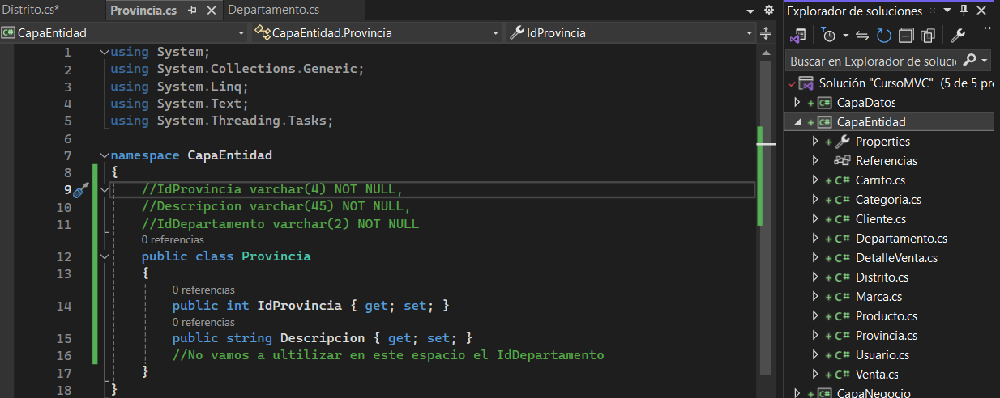 Distrito.cs*
Provincia.cs
Departamento.cs
CapaEntidad
CapaEntidad.Provincia
IdProvincia
1 using System;
2 using System.Collections.Generic;
3 using System.Linq;
4 using System.Text;
5 using System.Threading.Tasks;
6
7 namespace CapaEntidad
8 {
9 //IdProvincia varchar(4) NOT NULL,
10 //Descripcion varchar(45) NOT NULL,
11 //IdDepartamento varchar(2) NOT NULL
0 referencias
12 public class Provincia
13 {
0 referencias
14 public int IdProvincia { get; set; }
0 referencias
15 public string Descripcion { get; set; }
16 //No vamos a ultilizar en este espacio el IdDepartamento
17 }
18 }
Explorador de soluciones
Buscar en Explorador de solucio
Solución "CursoMVC" (5 de 5 pro
CapaDatos
CapaEntidad
Properties
Referencias
Carrito.cs
Categoria.cs
Cliente.cs
Departamento.cs
DetalleVenta.cs
Distrito.cs
Marca.cs
Producto.cs
Provincia.cs
Usuario.cs
Venta.cs
CapaNegocio